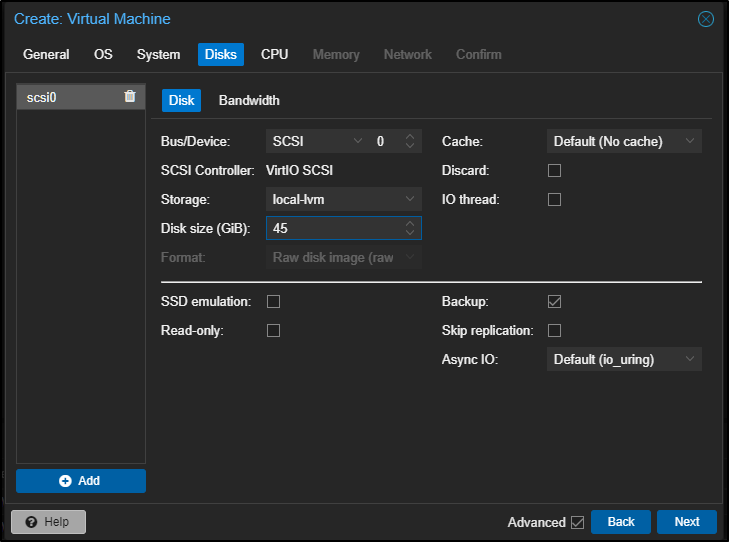 Create: Virtual Machine
General OS System Disks CPU Memory Network Confirm
scsi0
Disk Bandwidth
Bus/Device: SCSI 0 Cache: Default (No cache)
SCSI Controller: VirtIO SCSI Discard:
Storage: local-lvm IO thread:
Disk size (GiB): 45
Format: Raw disk image (raw
SSD emulation: Backup:
Read-only: Skip replication:
Async IO: Default (io_uring)
Add
Help Advanced Back Next